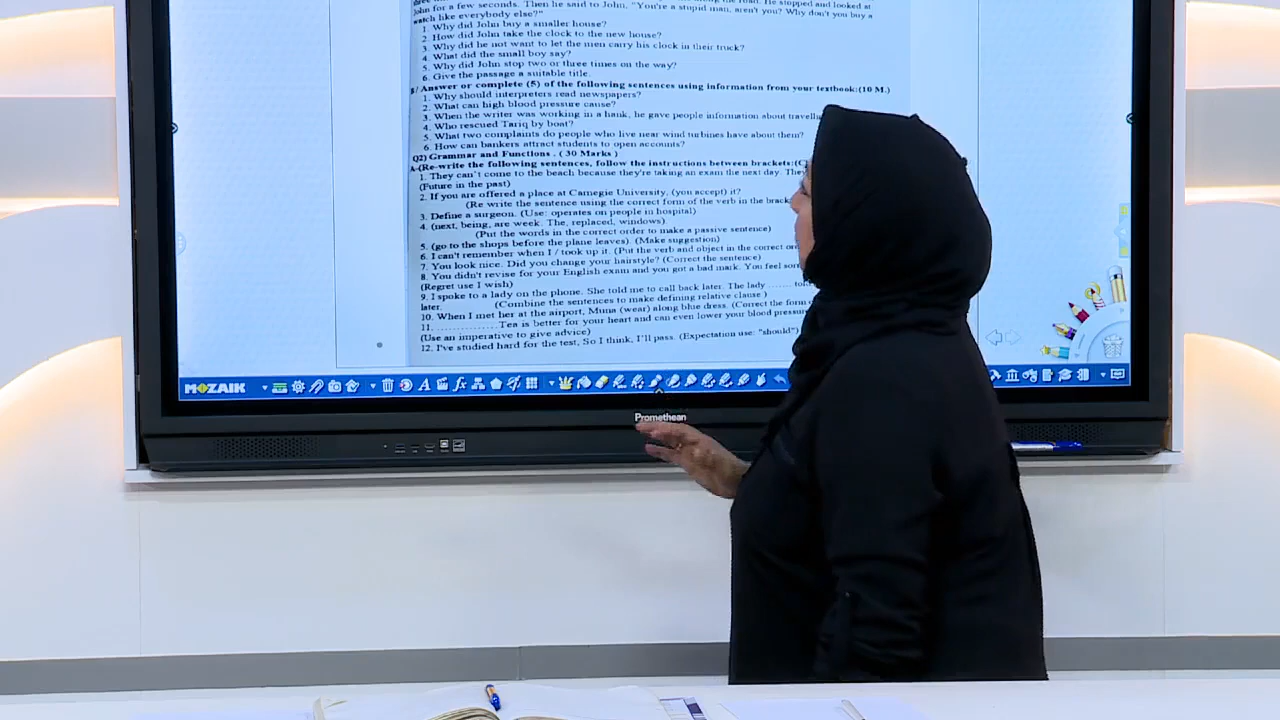 John for a few seconds. Then he said to John, "You're a stupid man, aren't you? Why don't you buy a
watch like everybody else?"
1. Why did John buy a smaller house?
2. How did John take the clock to the new house?
3. Why did he not want to let the men carry his clock in their truck?
4. What did the small boy say?
5. Why did John stop two or three times on the way?
6. Give the passage a suitable title.
B/ Answer or complete (5) of the following sentences using information from your textbook:(10 M.)
1. Why should interpreters read newspapers?
2. What can high blood pressure cause?
3. When the writer was working in a bank, he gave people information about
4. Who rescued Tariq by boat?
5. What two complaints do people who live near wind turbines have about them?
6. How can bankers attract students to open accounts?
Q2) Grammar and Functions . ( 30 Marks )
A-(Re-write the following sentences, follow the instructions between brackets:
1. They can't come to the beach because they're taking an exam the next day.
(Future in the past)
2. If you are offered a place at Carnegie University, (you accept) it?
(Re write the sentence using the correct form of the verb in the
3. Define a surgeon. (Use: operates on people in hospital)
4. (next, being, are week. The, replaced, windows).
(Put the words in the correct order to make a passive sentence)
5. (go to the shops before the plane leaves). (Make suggestion)
6. I can't remember when I / took up it. (Put the verb and object in the correct
7. You look nice. Did you change your hairstyle? (Correct the sentence)
8. You didn't revise for your English exam and you got a bad mark. You feel
(Regret use I wish)
9. I spoke to a lady on the phone. She told me to call back later. The lady .......
later. (Combine the sentences to make defining relative clause )
10. When I met her at the airport, Muna (wear) along blue dress. (Correct the form
11. ............... Tea is better for your heart and can even lower your blood
(Use an imperative to give advice)
12. I've studied hard for the test, So I think, I'll pass. (Expectation use: "should")
MOZAIK
Promethean